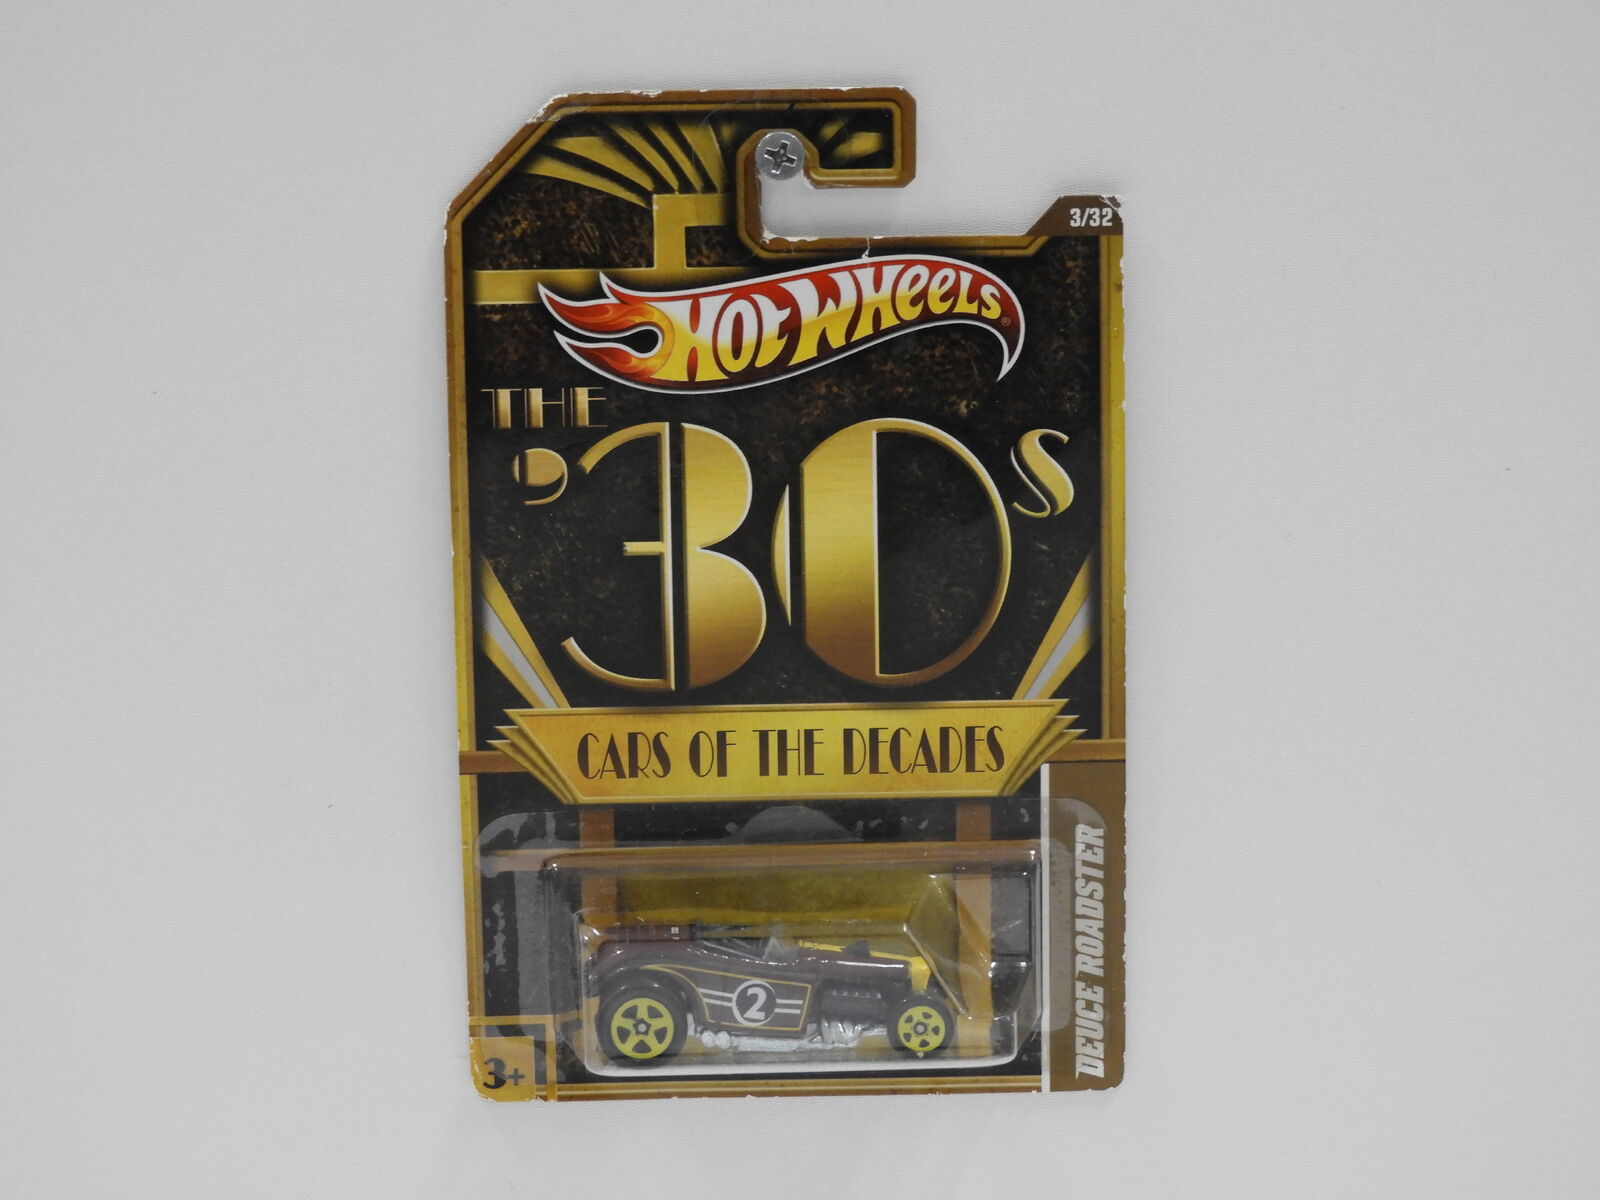 3/32
HOT WHEELS®
THE
'30s
CARS OF THE DECADES
DEUCE ROADSTER
2
3+